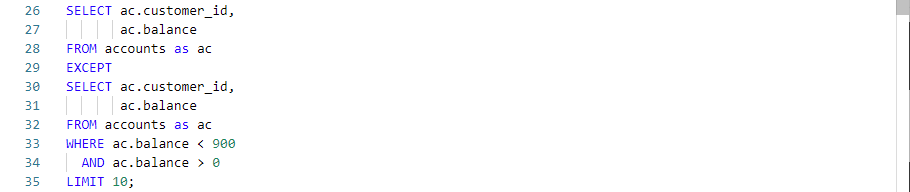 26 SELECT ac.customer_id,
27 ac.balance
28 FROM accounts as ac
29 EXCEPT
30 SELECT ac.customer_id,
31 ac.balance
32 FROM accounts as ac
33 WHERE ac.balance < 900
34 AND ac.balance > 0
35 LIMIT 10;